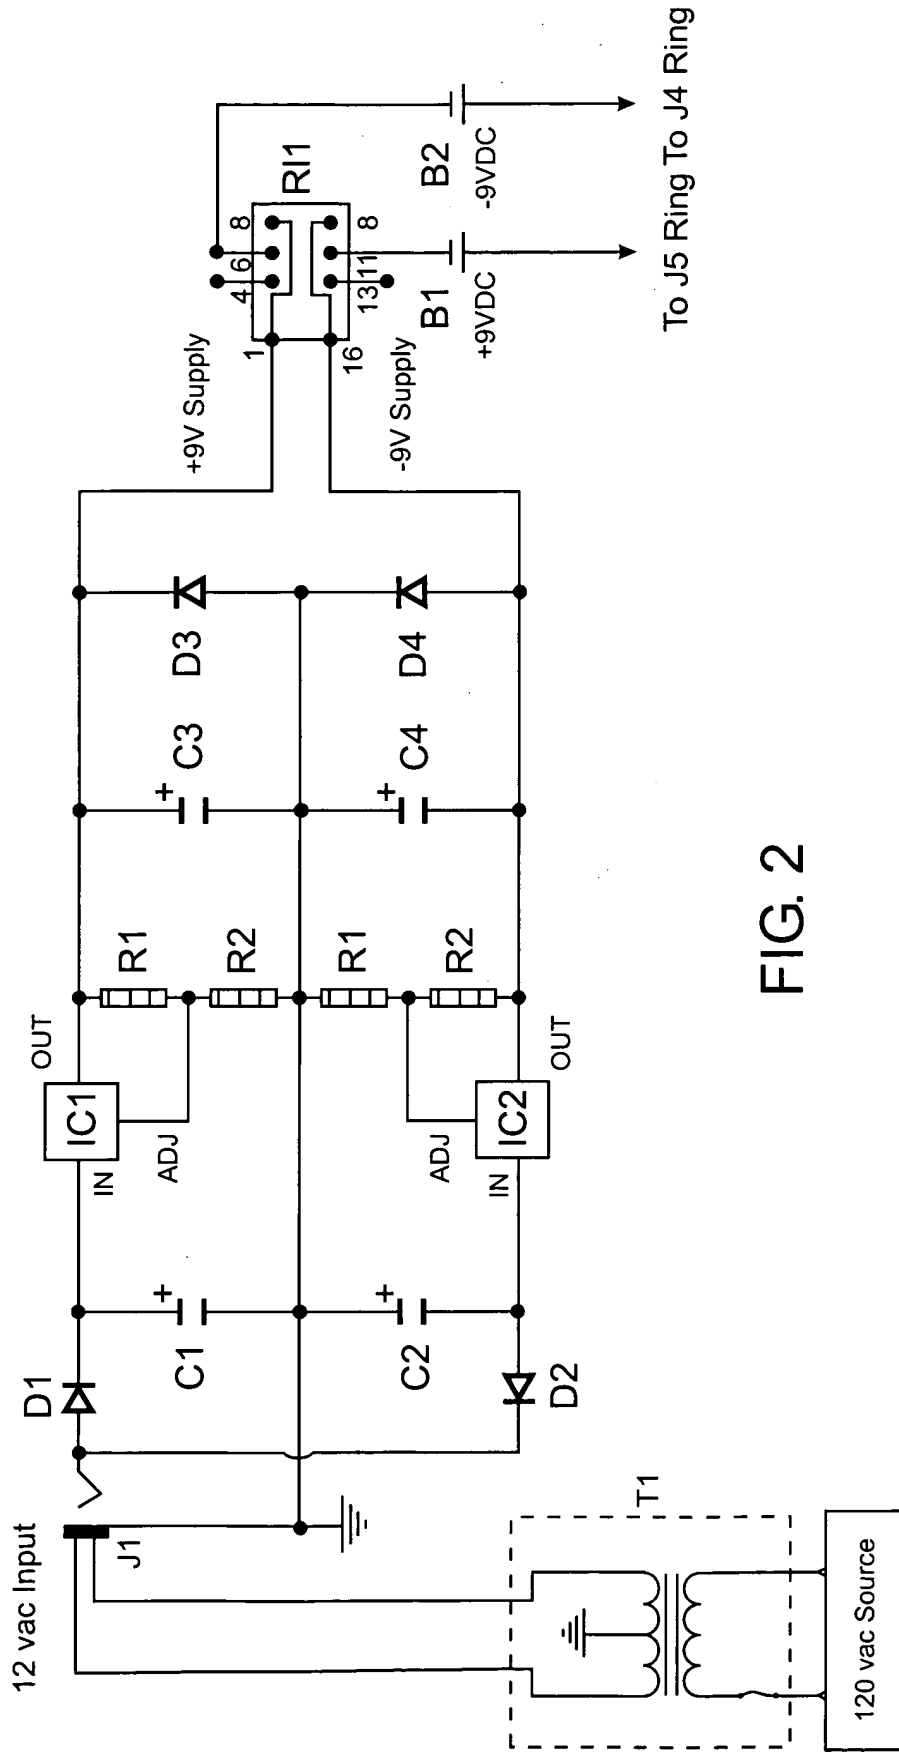 12 vac Input
J1
D1
D2
C1
+
C2
+
IN
IC1
OUT
ADJ
IN
IC2
OUT
ADJ
R1
R2
R1
R2
C3
+
C4
+
D3
D4
+9V Supply
-9V Supply
1
4
6
8
16
13
11
8
RI1
B1
+9VDC
B2
-9VDC
To J5 Ring To J4 Ring
T1
120 vac Source
FIG. 2